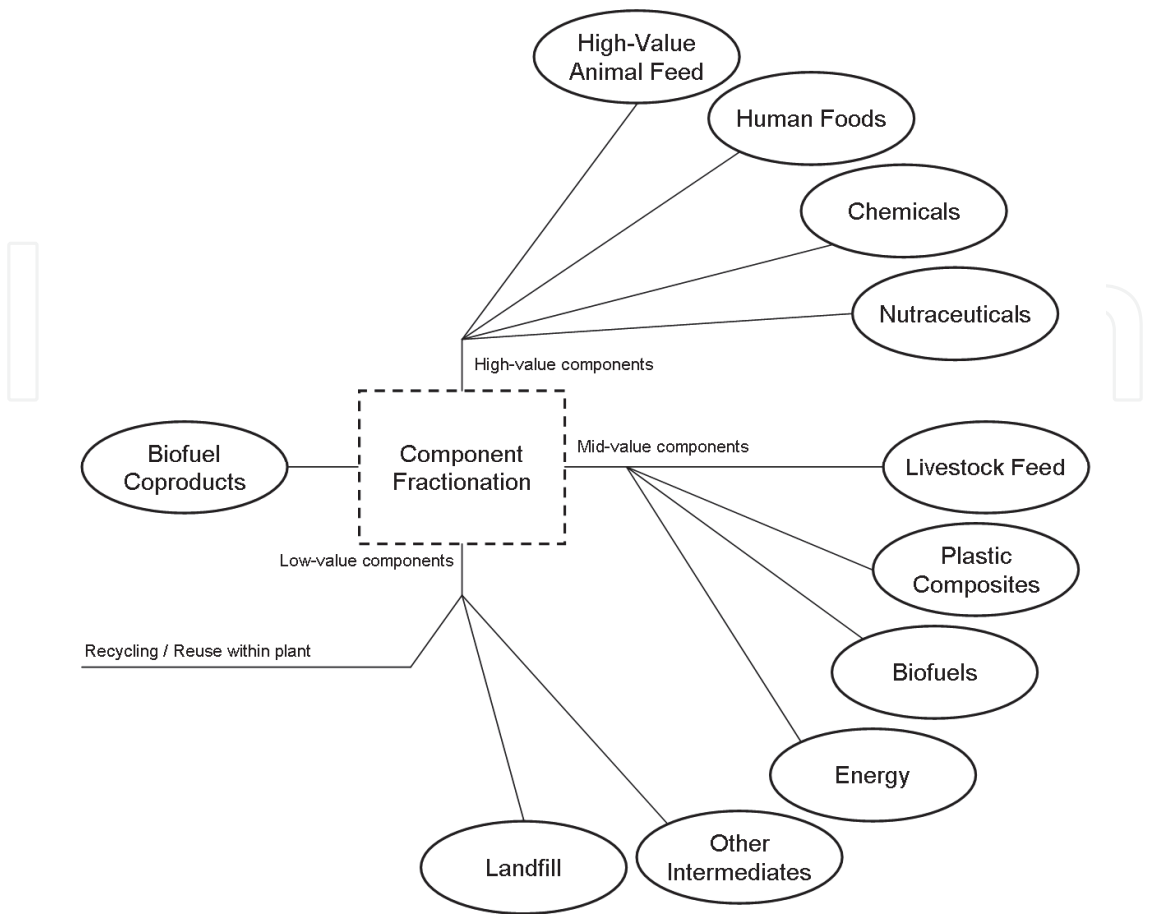 High-Value
Animal Feed
Human Foods
Chemicals
Nutraceuticals
High-value components
Biofuel
Coproducts
Component
Fractionation
Mid-value components
Livestock Feed
Plastic
Composites
Biofuels
Energy
Low-value components
Recycling / Reuse within plant
Landfill
Other
Intermediates